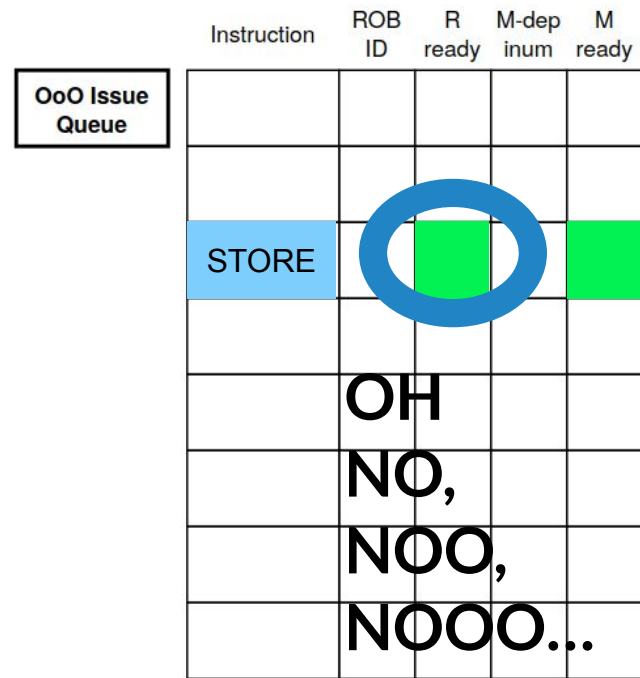 Instruction ROB ID R ready M-dep inum M ready
OoO Issue
Queue
STORE
OH
NO,
NOO,
NOOO...